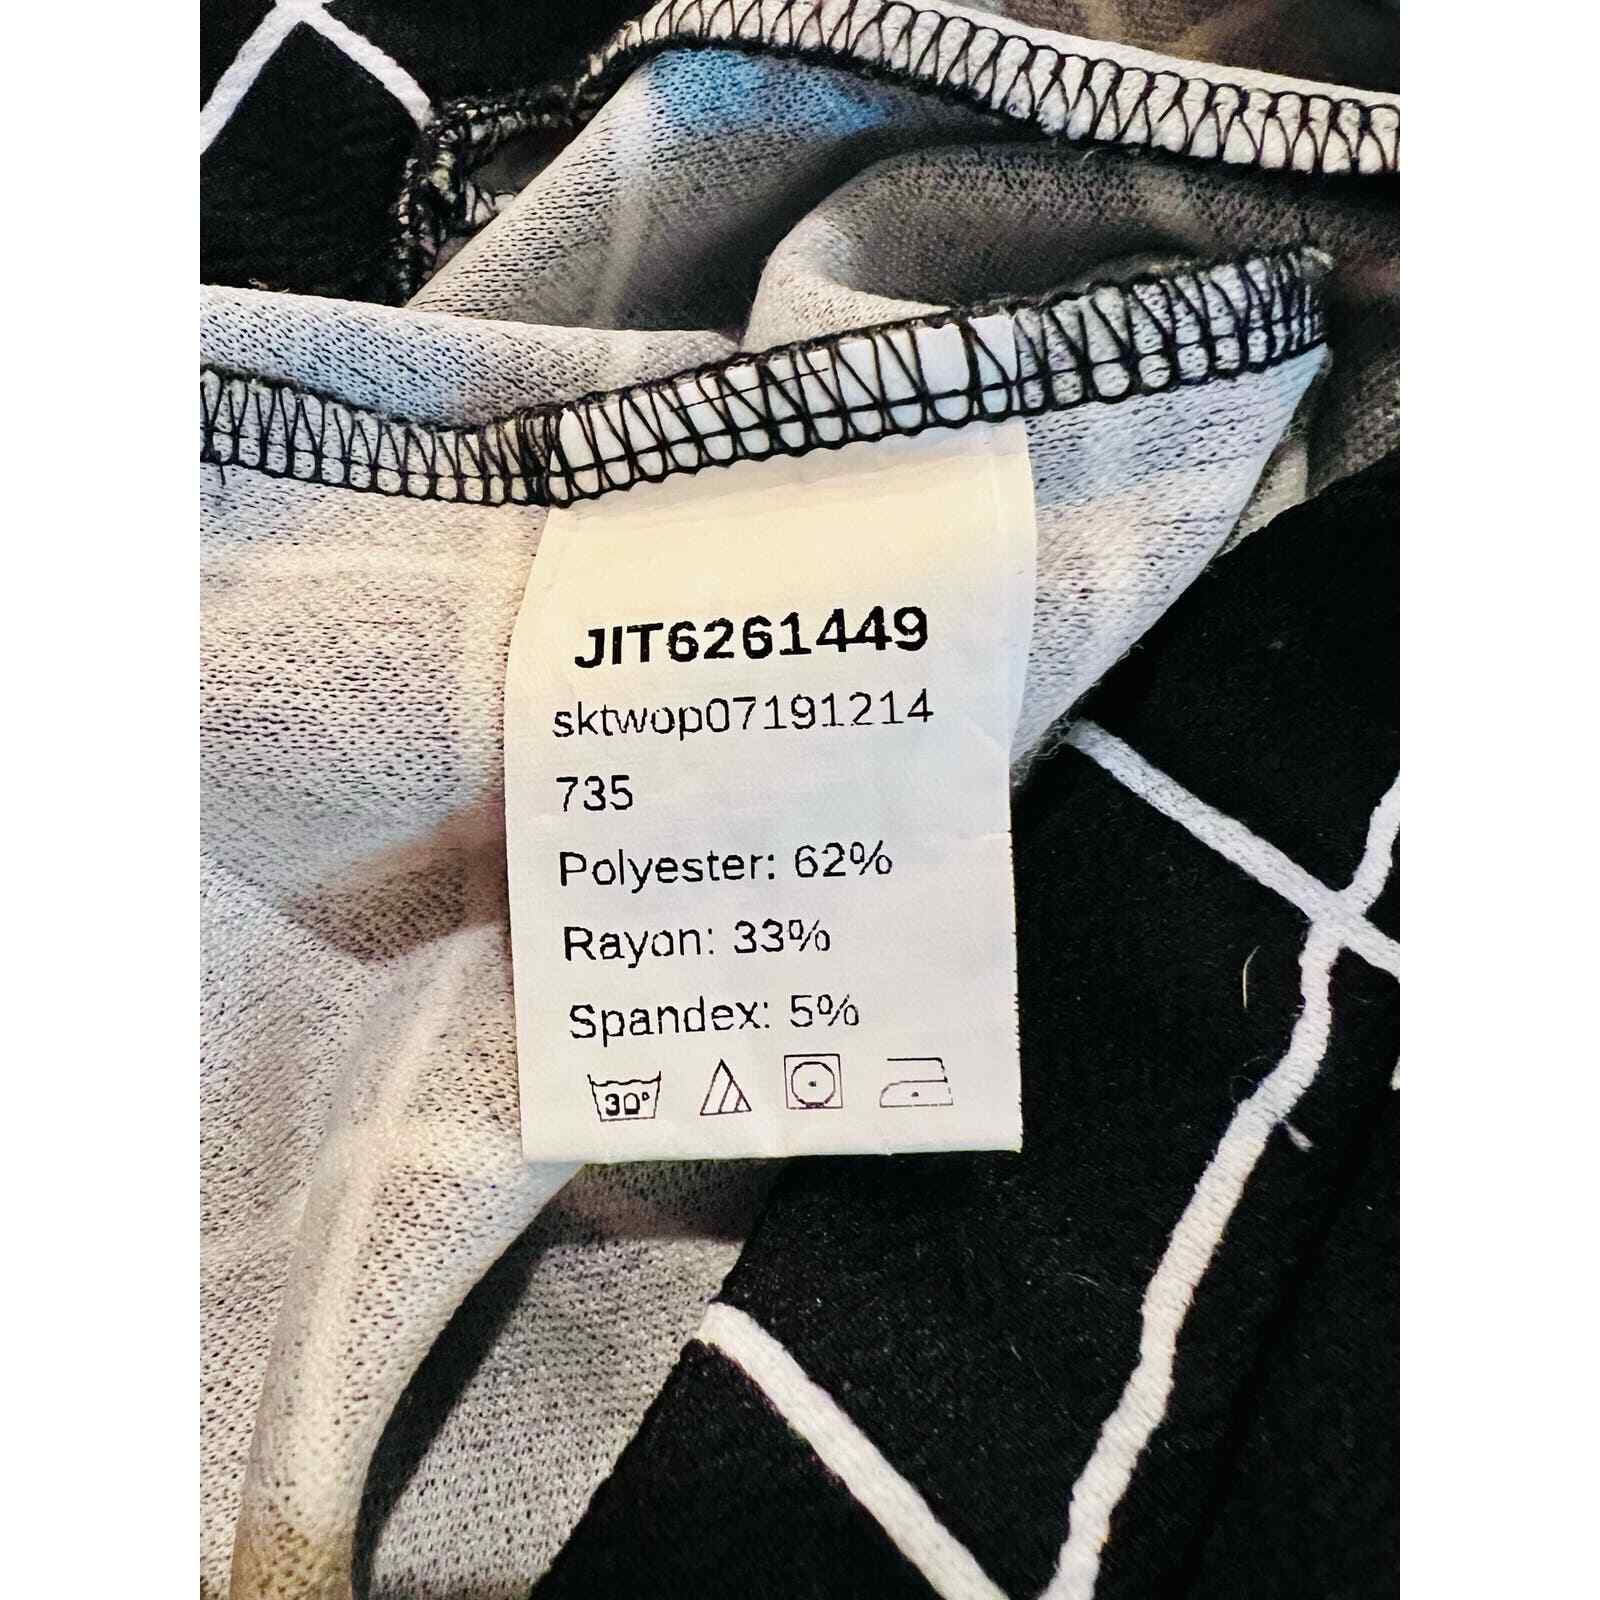 JIT6261449
sktwop07191214
735
Polyester: 62%
Rayon: 33%
Spandex: 5%
30°